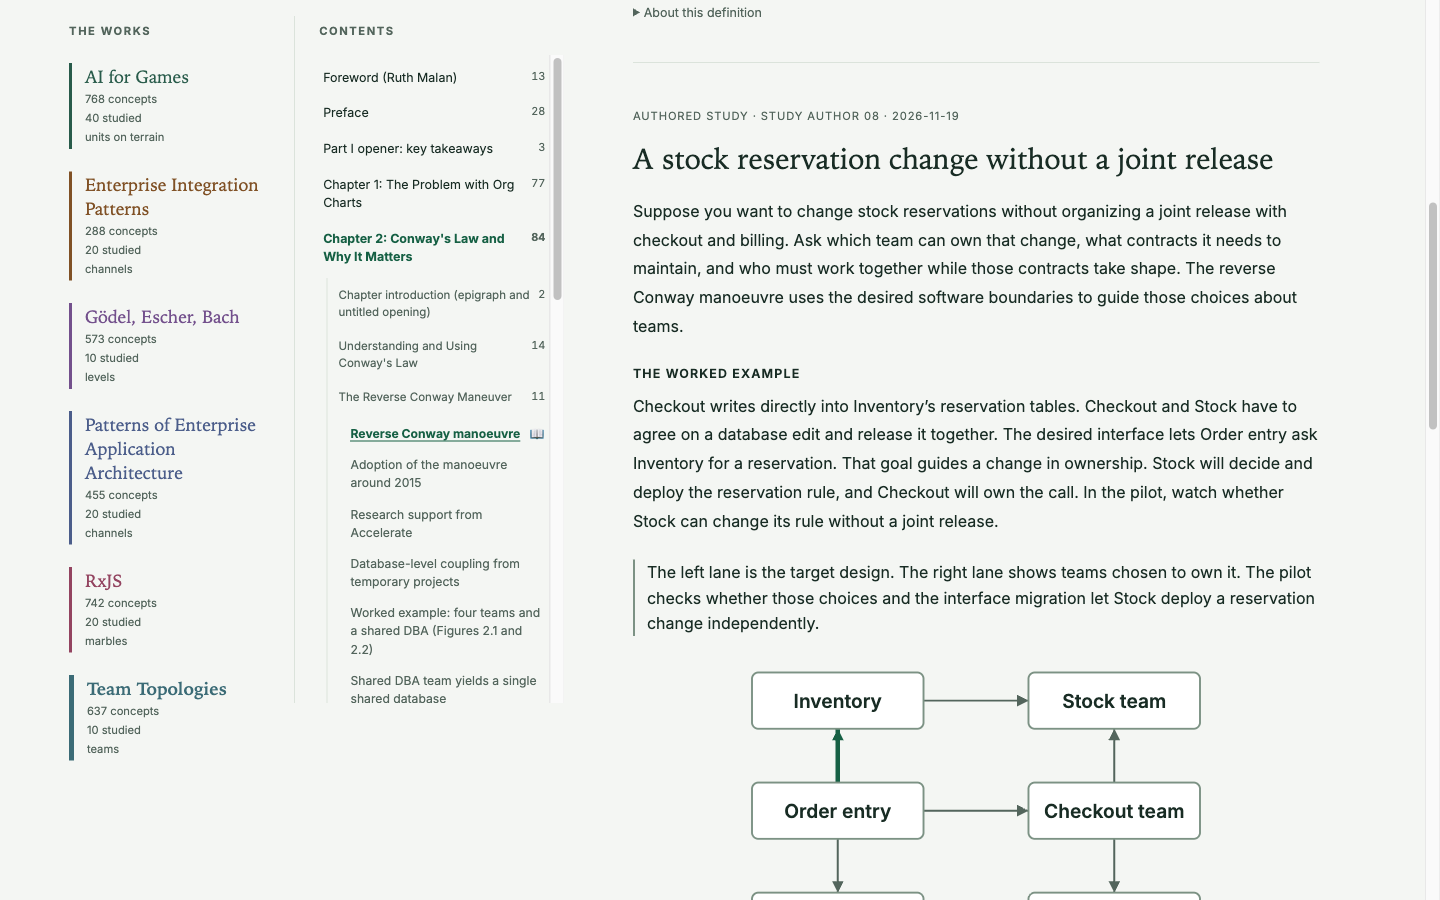 THE WORKS
AI for Games
768 concepts
40 studied
units on terrain
Enterprise Integration
Patterns
288 concepts
20 studied
channels
Gödel, Escher, Bach
573 concepts
10 studied
levels
Patterns of Enterprise
Application
Architecture
455 concepts
20 studied
channels
RxJS
742 concepts
20 studied
marbles
Team Topologies
637 concepts
10 studied
teams
CONTENTS
Foreword (Ruth Malan) 13
Preface 28
Part I opener: key takeaways 3
Chapter 1: The Problem with Org 77
Charts
Chapter 2: Conway's Law and 84
Why It Matters
Chapter introduction (epigraph and 2
untitled opening)
Understanding and Using 14
Conway's Law
The Reverse Conway Maneuver 11
Reverse Conway manoeuvre 📖
Adoption of the manoeuvre
around 2015
Research support from
Accelerate
Database-level coupling from
temporary projects
Worked example: four teams and
a shared DBA (Figures 2.1 and
2.2)
Shared DBA team yields a single
shared database
▶ About this definition
AUTHORED STUDY · STUDY AUTHOR 08 · 2026-11-19
A stock reservation change without a joint release
Suppose you want to change stock reservations without organizing a joint release with
checkout and billing. Ask which team can own that change, what contracts it needs to
maintain, and who must work together while those contracts take shape. The reverse
Conway manoeuvre uses the desired software boundaries to guide those choices about
teams.
THE WORKED EXAMPLE
Checkout writes directly into Inventory’s reservation tables. Checkout and Stock have to
agree on a database edit and release it together. The desired interface lets Order entry ask
Inventory for a reservation. That goal guides a change in ownership. Stock will decide and
deploy the reservation rule, and Checkout will own the call. In the pilot, watch whether
Stock can change its rule without a joint release.
The left lane is the target design. The right lane shows teams chosen to own it. The pilot
checks whether those choices and the interface migration let Stock deploy a reservation
change independently.
Inventory
Stock team
Order entry
Checkout team